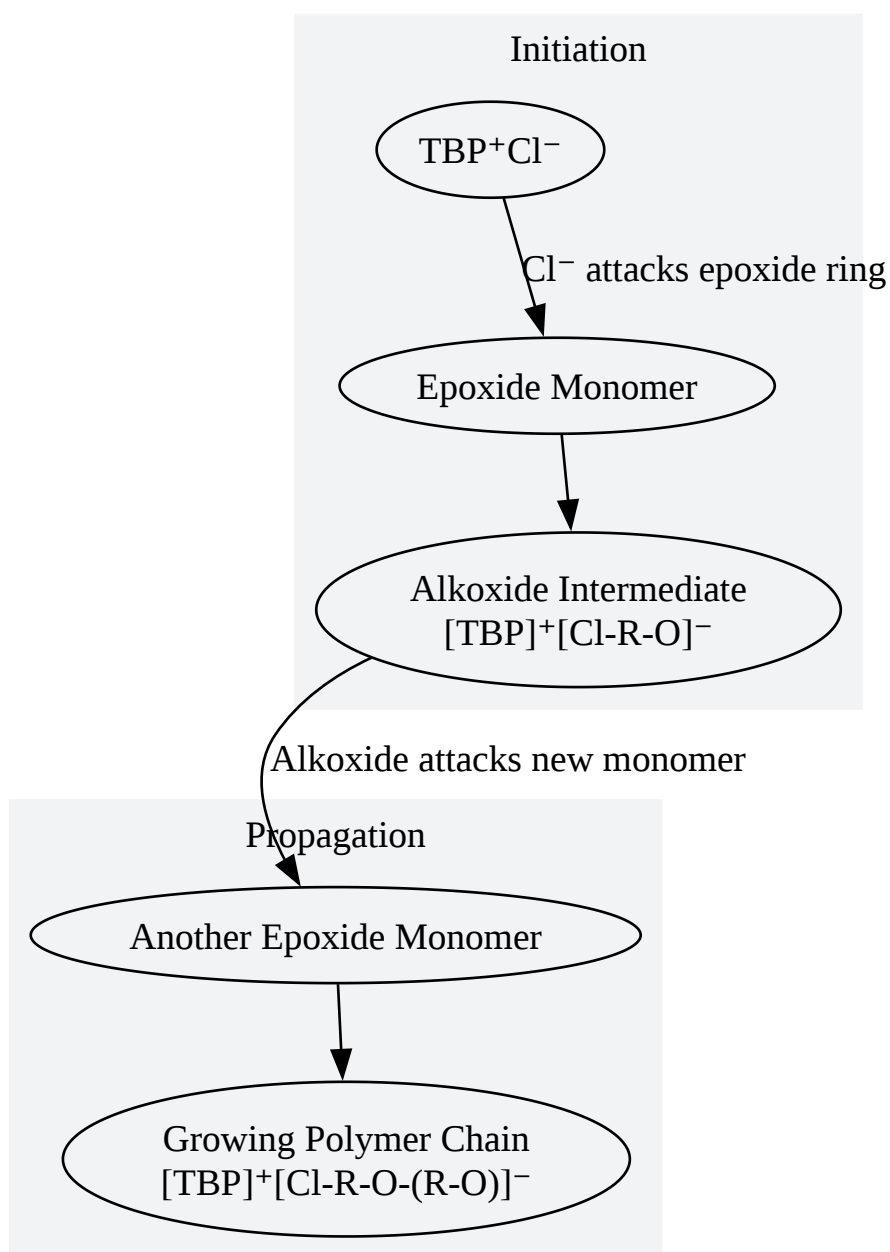 Initiation
TBP⁺Cl⁻
Cl⁻ attacks epoxide ring
Epoxide Monomer
Alkoxide Intermediate
[TBP]⁺[Cl-R-O]⁻
Alkoxide attacks new monomer
Propagation
Another Epoxide Monomer
Growing Polymer Chain
[TBP]⁺[Cl-R-O-(R-O)]⁻